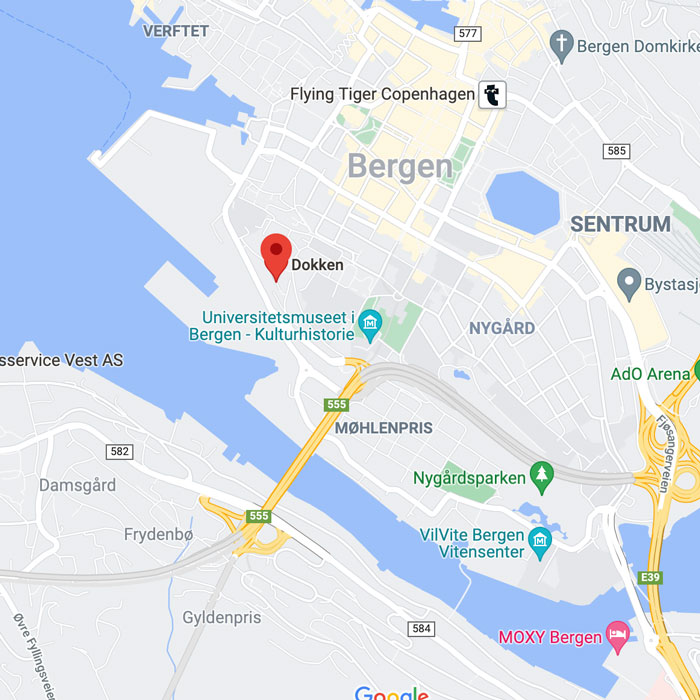 VERFTET
577
Bergen Domkirke
Flying Tiger Copenhagen
585
Bergen
SENTRUM
Dokken
Bystasj
Universitetsmuseet i
Bergen - Kulturhistorie
NYGÅRD
sservice Vest AS
AdO Arena
555
Fjøsangerveien
MØHLENPRIS
582
Damsgård
Nygårdsparken
555
Frydenbø
VilVite Bergen
Vitensenter
E39
Gyldenpris
584
MOXY Bergen
Øvre Fyllingsveien
Google